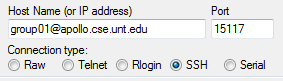 Host Name (or IP address) Port
group01@apollo.cse.unt.edu 15117
Connection type:
Raw Telnet Rlogin SSH Serial